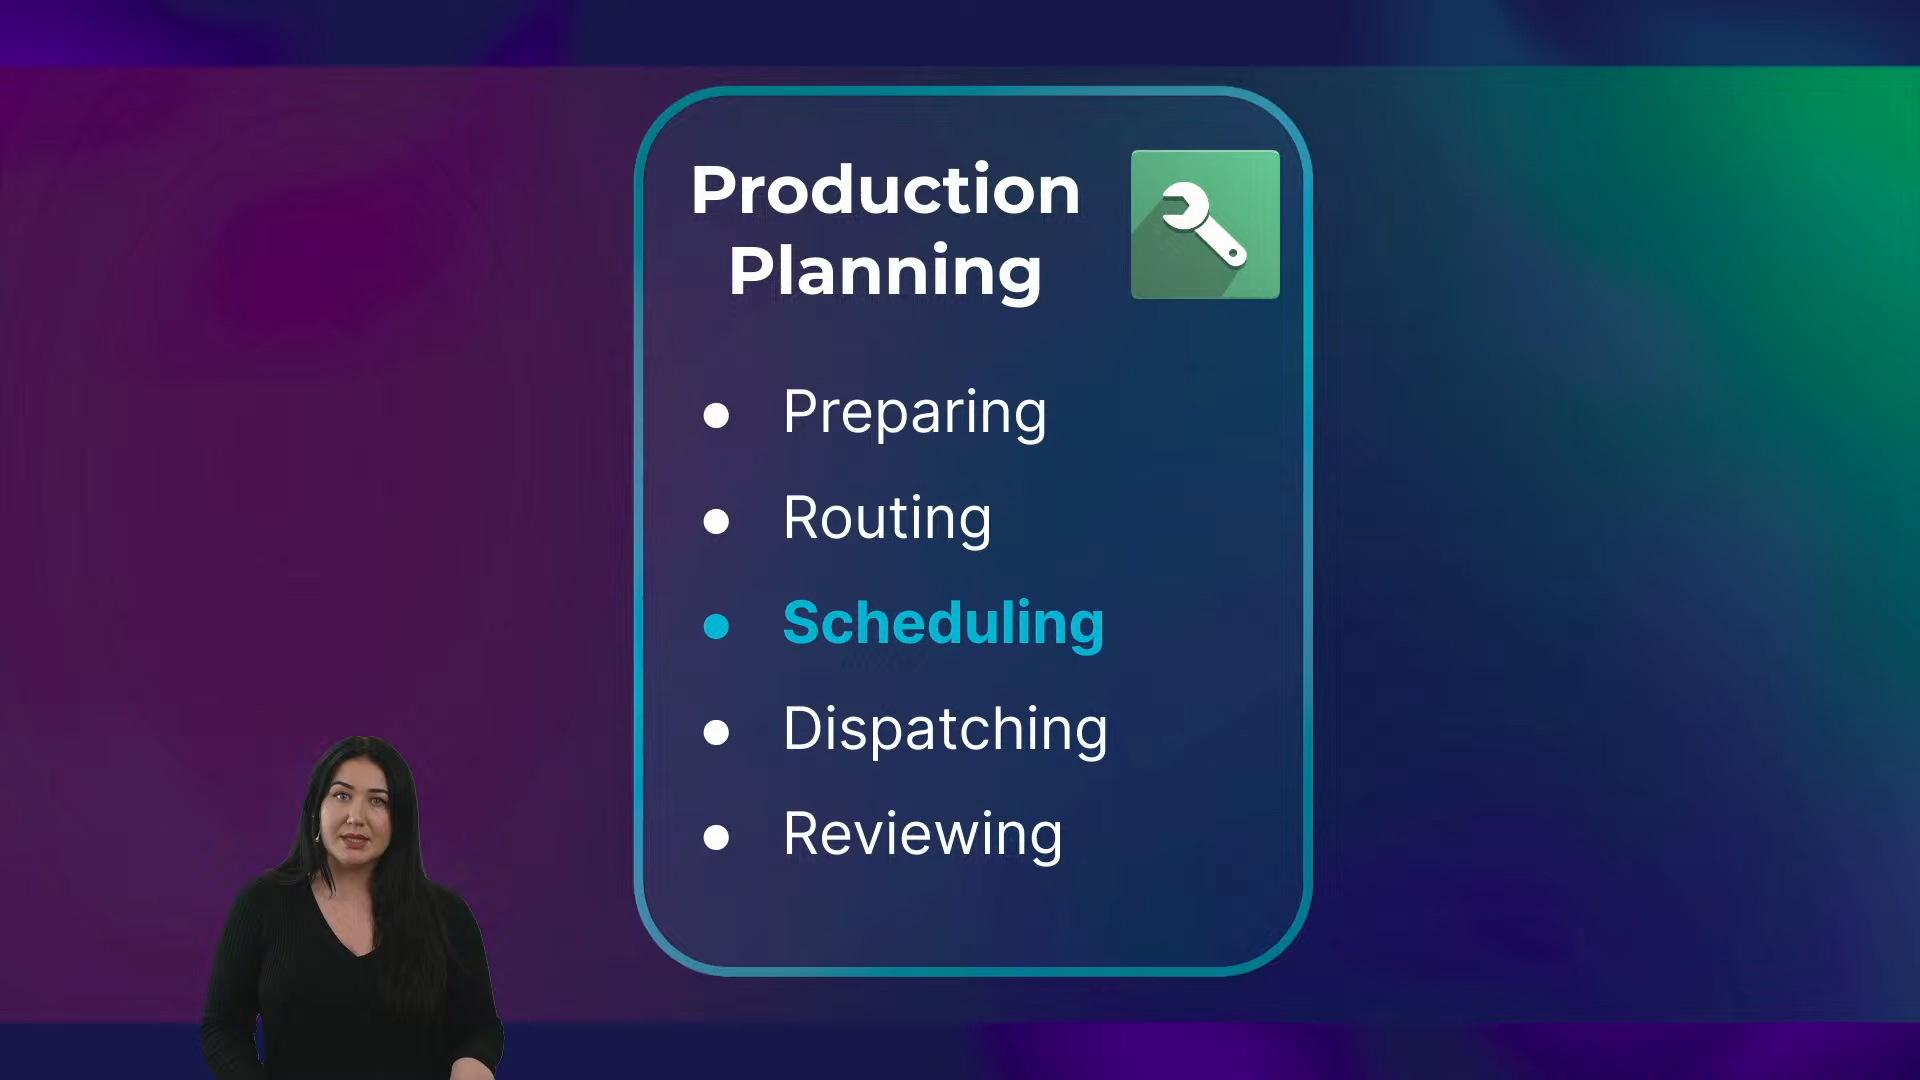 Production
Planning
Preparing
Routing
Scheduling
Dispatching
Reviewing